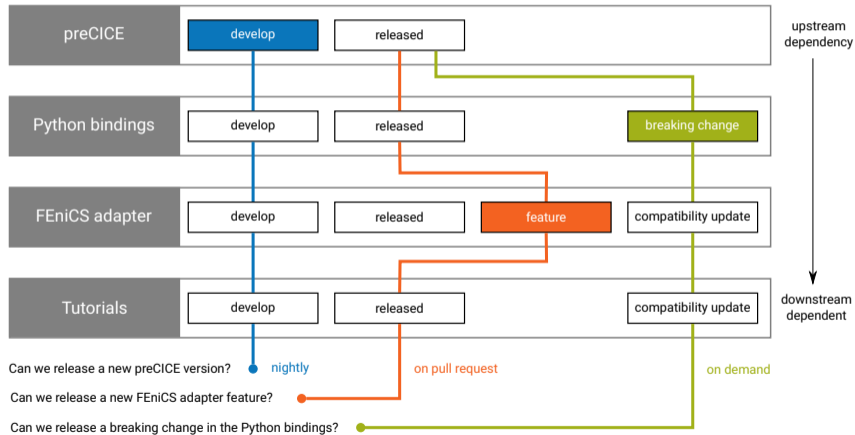 preCICE
develop
released
upstream
dependency
Python bindings
develop
released
breaking change
FEniCS adapter
develop
released
feature
compatibility update
Tutorials
develop
released
compatibility update
downstream
dependent
Can we release a new preCICE version?
nightly
on pull request
on demand
Can we release a new FEniCS adapter feature?
Can we release a breaking change in the Python bindings?